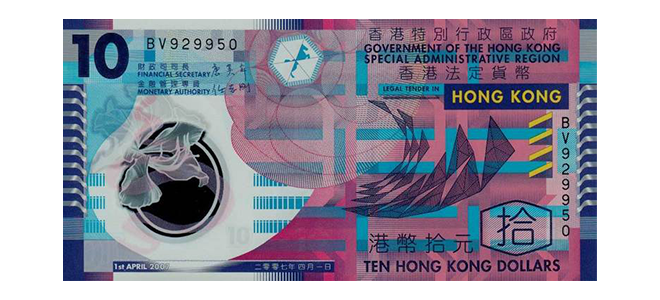 10
BV929950
財政司司長
FINANCIAL SECRETARY
金融管理專員
MONETARY AUTHORITY
香港特別行政區政府
GOVERNMENT OF THE HONG KONG
SPECIAL ADMINISTRATIVE REGION
香港法定貨幣
LEGAL TENDER IN
HONG KONG
BV929950
10
拾
港幣拾元
TEN HONG KONG DOLLARS
1st APRIL 2007
二零零七年四月一日